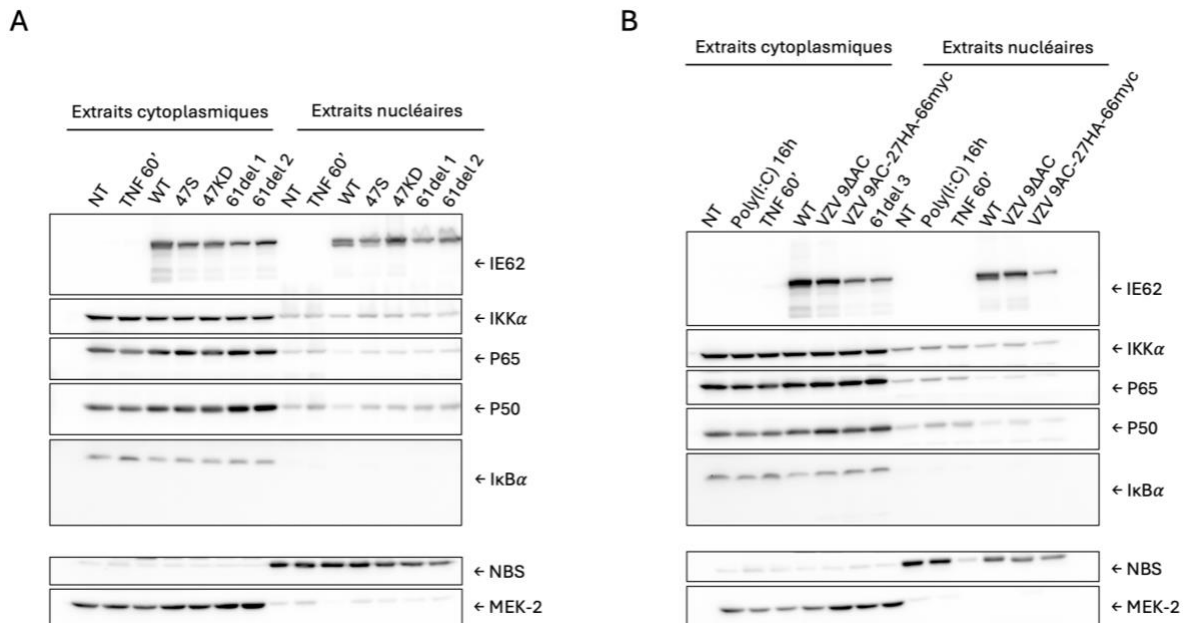 A
Extraits cytoplasmiques
Extraits nucléaires
NT
TNF 60’
WT
47S
47KD
61del 1
61del 2
NT
TNF 60’
WT
47S
47KD
61del 1
61del 2
← IE62
← IKKα
← P65
← P50
← IκBα
← NBS
← MEK-2
B
Extraits cytoplasmiques
Extraits nucléaires
NT
Poly(I:C) 16h
TNF 60’
WT
VZV 9ΔAC
VZV 9AC-27HA-66myc
61del 3
NT
Poly(I:C) 16h
TNF 60’
WT
VZV 9ΔAC
VZV 9AC-27HA-66myc
← IE62
← IKKα
← P65
← P50
← IκBα
← NBS
← MEK-2